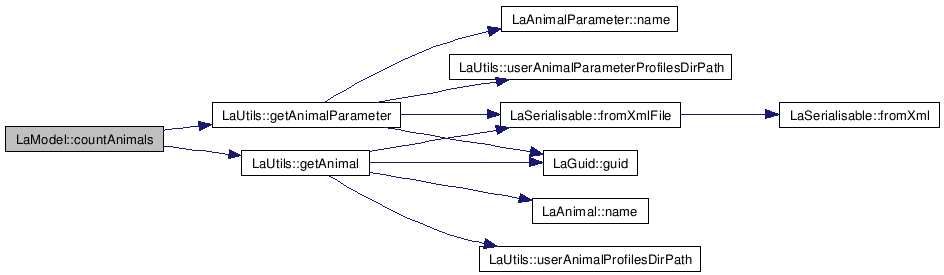 LaAnimalParameter::name
LaUtils::userAnimalParameterProfilesDirPath
LaUtils::getAnimalParameter
LaSerialisable::fromXmlFile
LaSerialisable::fromXml
LaModel::countAnimals
LaUtils::getAnimal
LaGuid::guid
LaAnimal::name
LaUtils::userAnimalProfilesDirPath